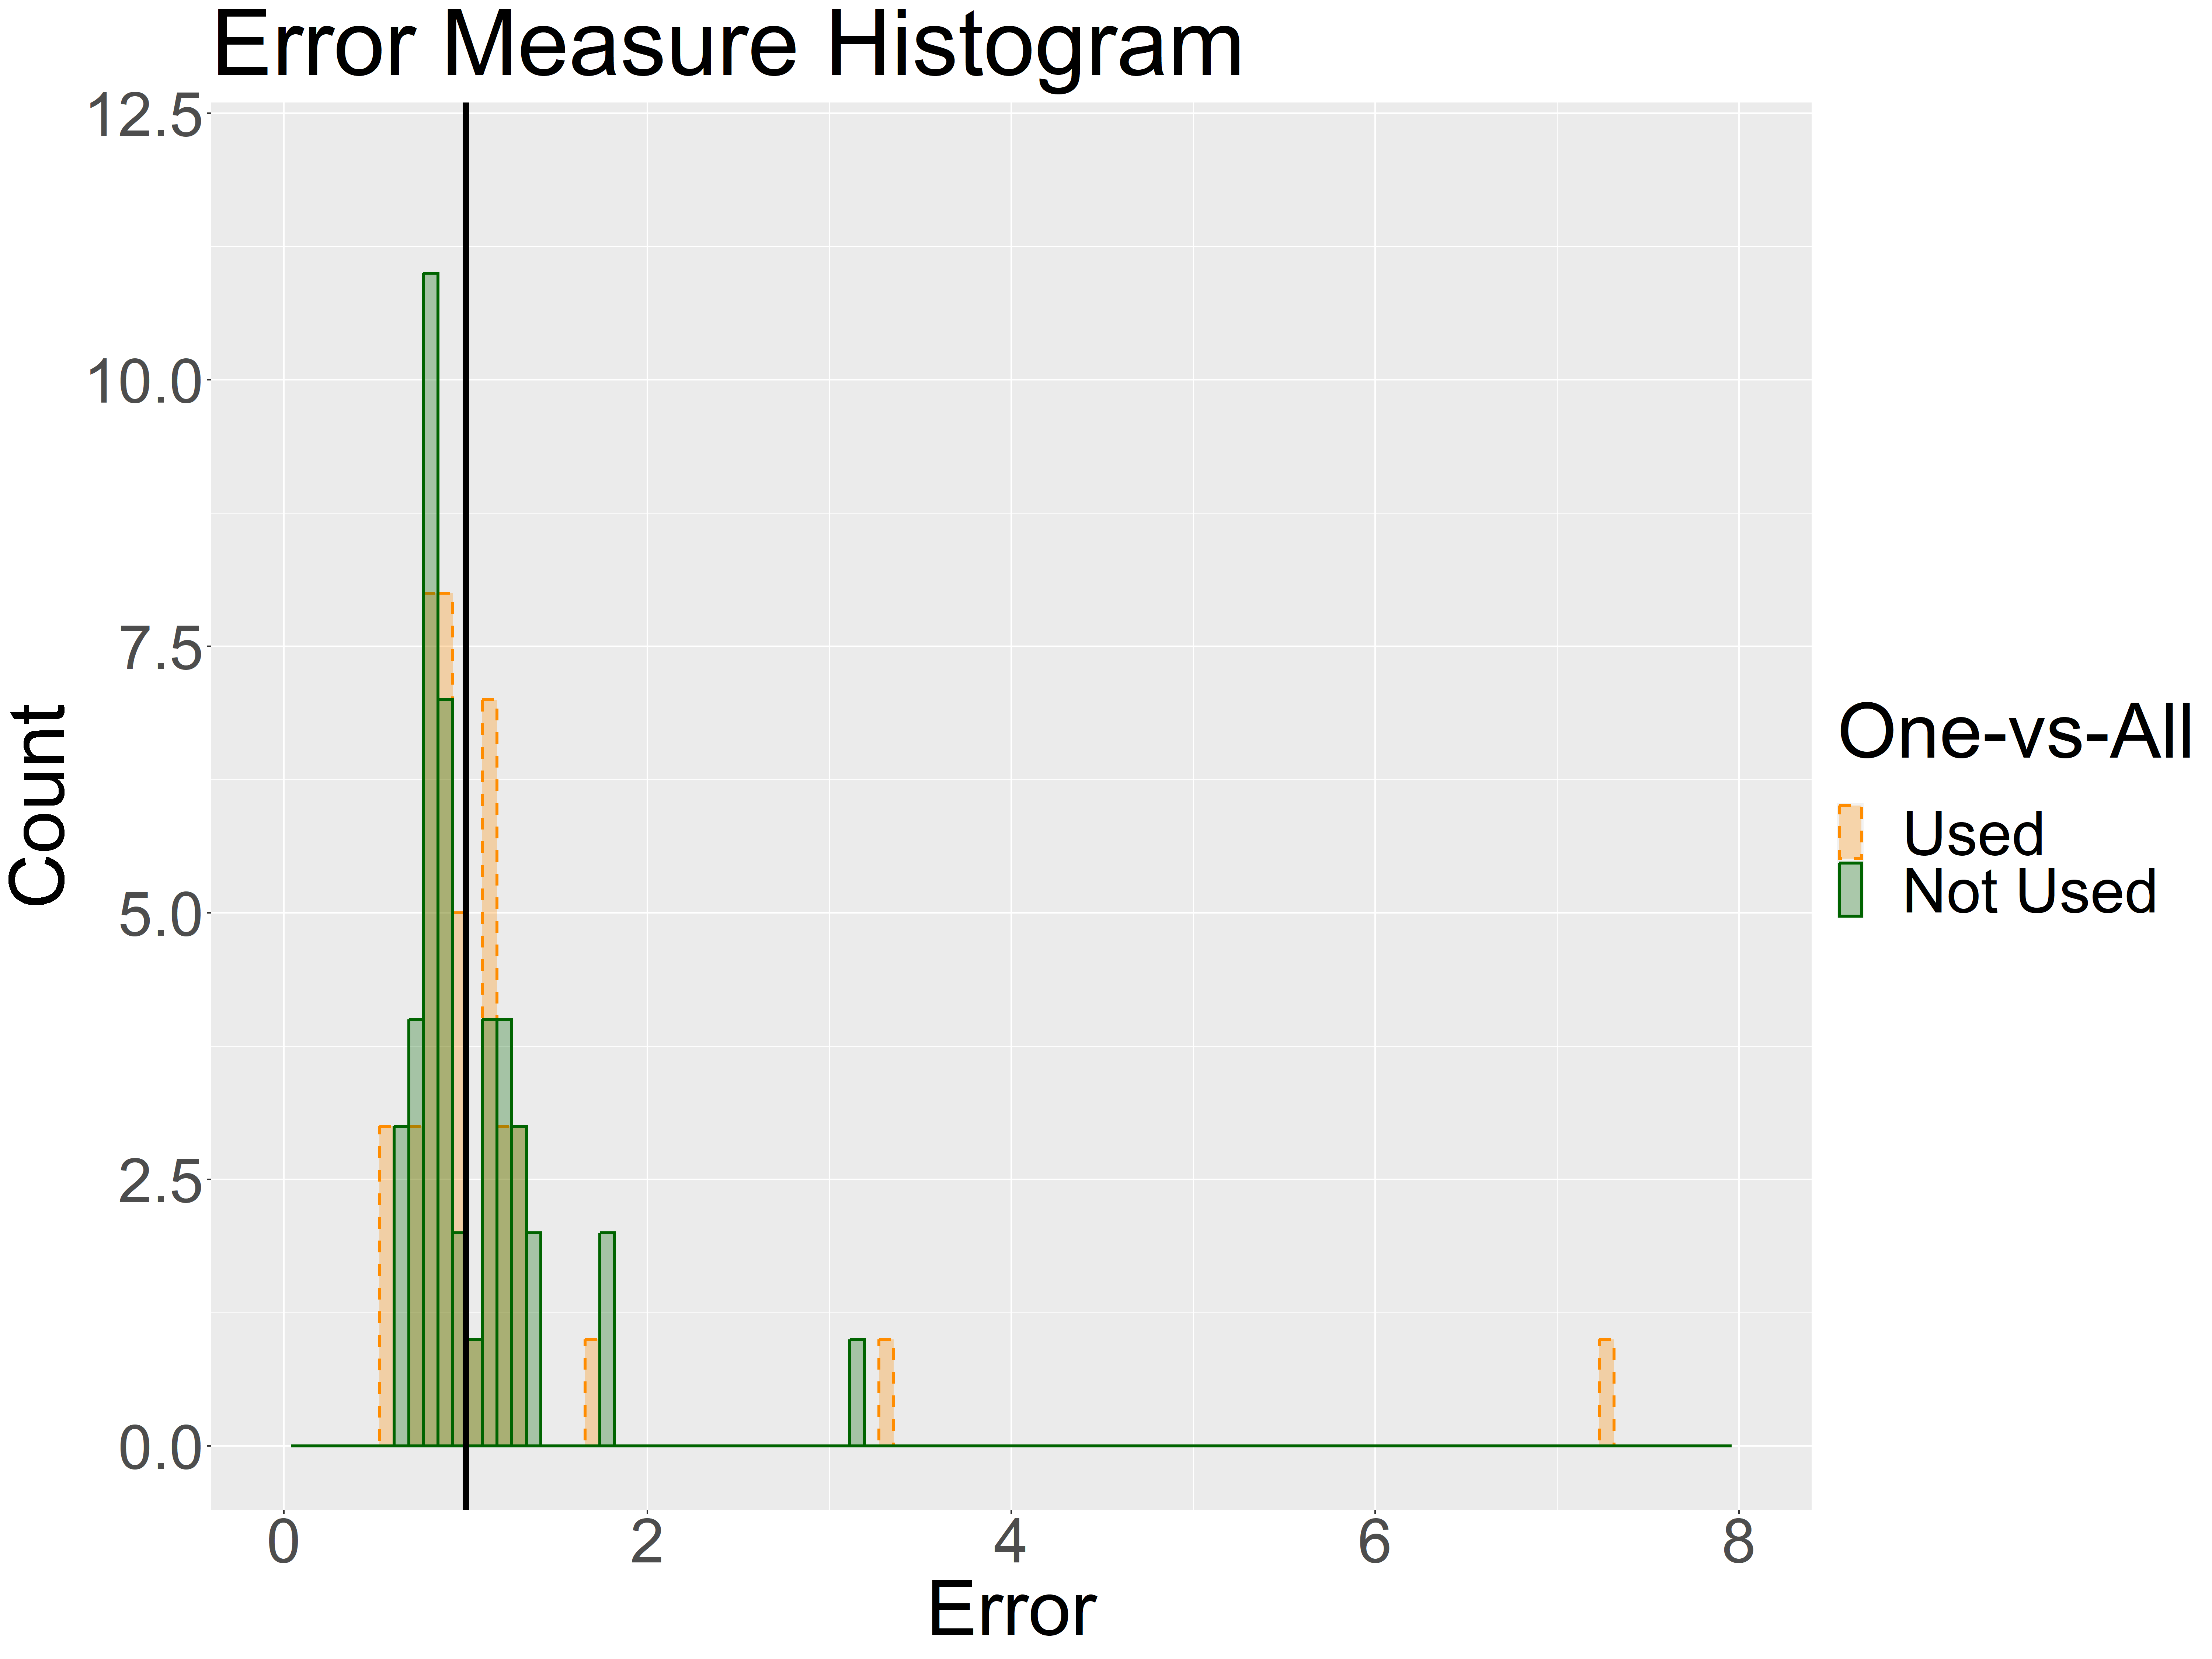 Error Measure Histogram
12.5
10.0
7.5
5.0
2.5
0.0
Count
0 2 4 6 8
Error
One-vs-All
Used
Not Used